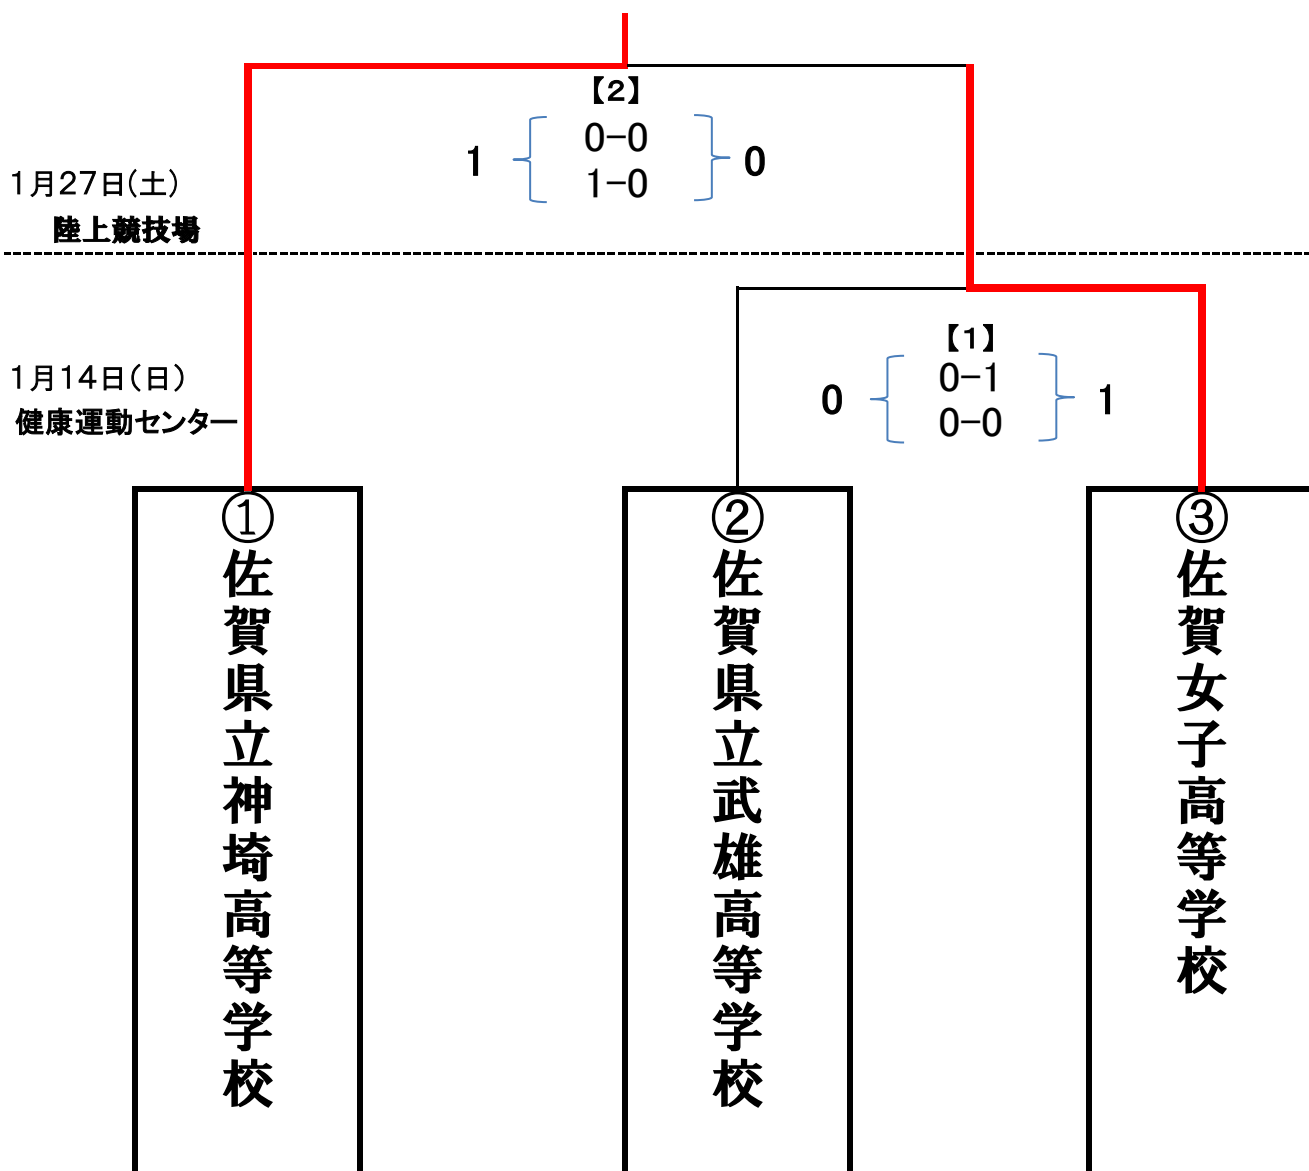 【2】
0-0
1 0
1-0
1月27日(土)
陸上競技場
【1】
0-1
0 1
0-0
1月14日(日)
健康運動センター
①佐賀県立神埼高等学校
②佐賀県立武雄高等学校
③佐賀女子高等学校